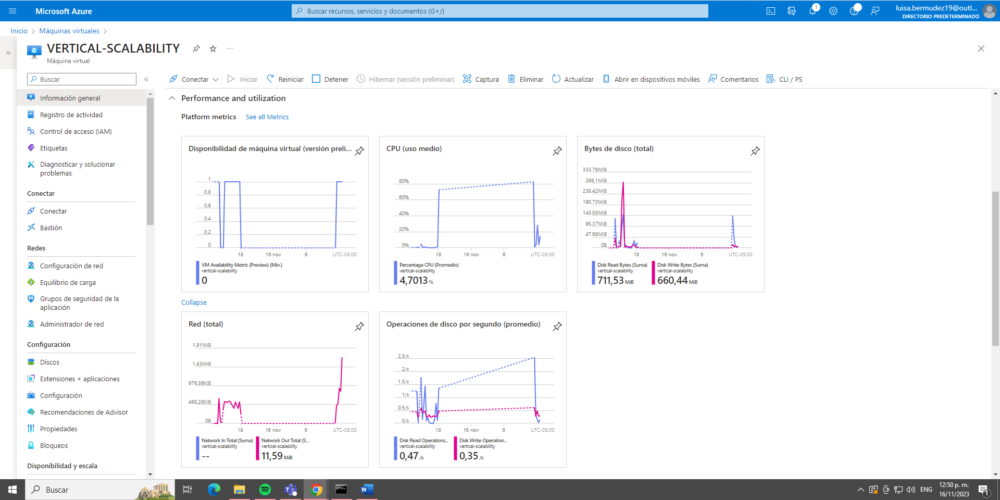 Microsoft Azure
Buscar recursos, servicios y documentos (G+/)
1
luisa.bermudez19@outl...
DIRECTORIO PREDETERMINADO
Inicio
Máquinas virtuales
VERTICAL-SCALABILITY
...
Máquina virtual
Buscar
Conectar
Iniciar
Reiniciar
Detener
Hibernar (versión preliminar)
Captura
Eliminar
Actualizar
Abrir en dispositivos móviles
Comentarios
CLI / PS
Información general
Registro de actividad
Control de acceso (IAM)
Etiquetas
Diagnosticar y solucionar
problemas
Conectar
Conectar
Bastión
Redes
Configuración de red
Equilibrio de carga
Grupos de seguridad de la
aplicación
Administrador de red
Configuración
Discos
Extensiones + aplicaciones
Configuración
Recomendaciones de Advisor
Propiedades
Bloqueos
Disponibilidad y escala
Performance and utilization
Platform metrics
See all Metrics
Disponibilidad de máquina virtual (versión preli...
1
0,8
0,6
0,4
0,2
0
18
16 nov
6
UTC-05:00
VM Availability Metric (Preview) (Mín.)
vertical-scalability
0
CPU (uso medio)
80%
60%
40%
20%
0%
18
16 nov
6
UTC-05:00
Percentage CPU (Promedio)
vertical-scalability
4,7013 %
Bytes de disco (total)
333,79MiB
286,1MiB
238,42MiB
190,73MiB
143,05MiB
95,37MiB
47,68MiB
0B
18
16 nov
6
UTC-05:00
Disk Read Bytes (Suma)
vertical-scalability
711,53 MiB
Disk Write Bytes (Suma)
vertical-scalability
660,44 MiB
Collapse
Red (total)
1,91MiB
1,43MiB
976,56KiB
488,28KiB
0B
18
16 nov
6
UTC-05:00
Network In Total (Suma)
vertical-scalability
--
Network Out Total (S...
vertical-scalability
11,59 MiB
Operaciones de disco por segundo (promedio)
2,5/s
2/s
1,5/s
1/s
0,5/s
0/s
18
16 nov
6
UTC-05:00
Disk Read Operations...
vertical-scalability
0,47 /s
Disk Write Operation...
vertical-scalability
0,35 /s
Buscar
ENG
12:50 p. m.
16/11/2023
1